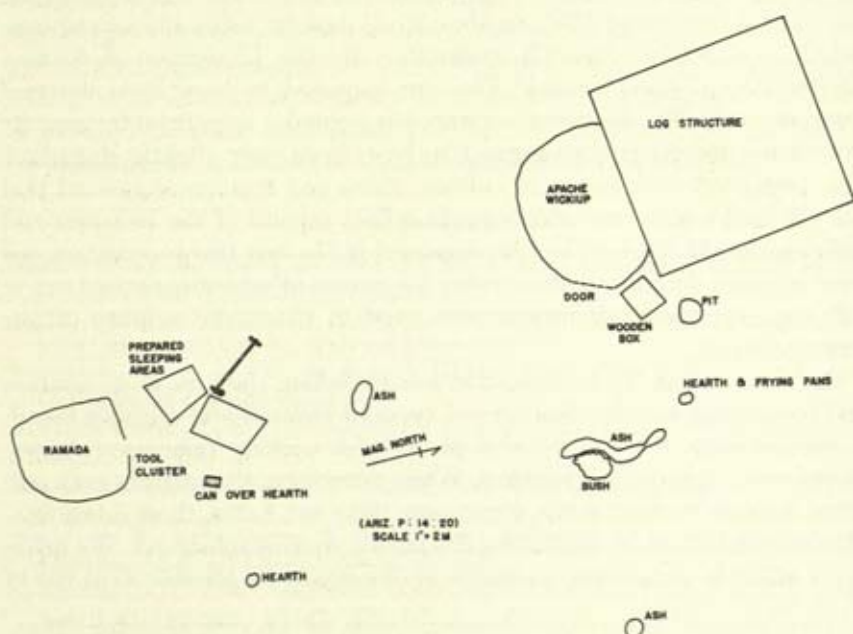 LOG STRUCTURE
APACHE
WICKIUP
DOOR
WOODEN
BOX
PIT
PREPARED
SLEEPING
AREAS
ASH
HEARTH & FRYING PANS
RAMADA
TOOL
CLUSTER
CAN OVER HEARTH
MAG. NORTH
ASH
BUSH
(ARIZ. P : 14 : 20)
SCALE 1" = 2M
HEARTH
ASH